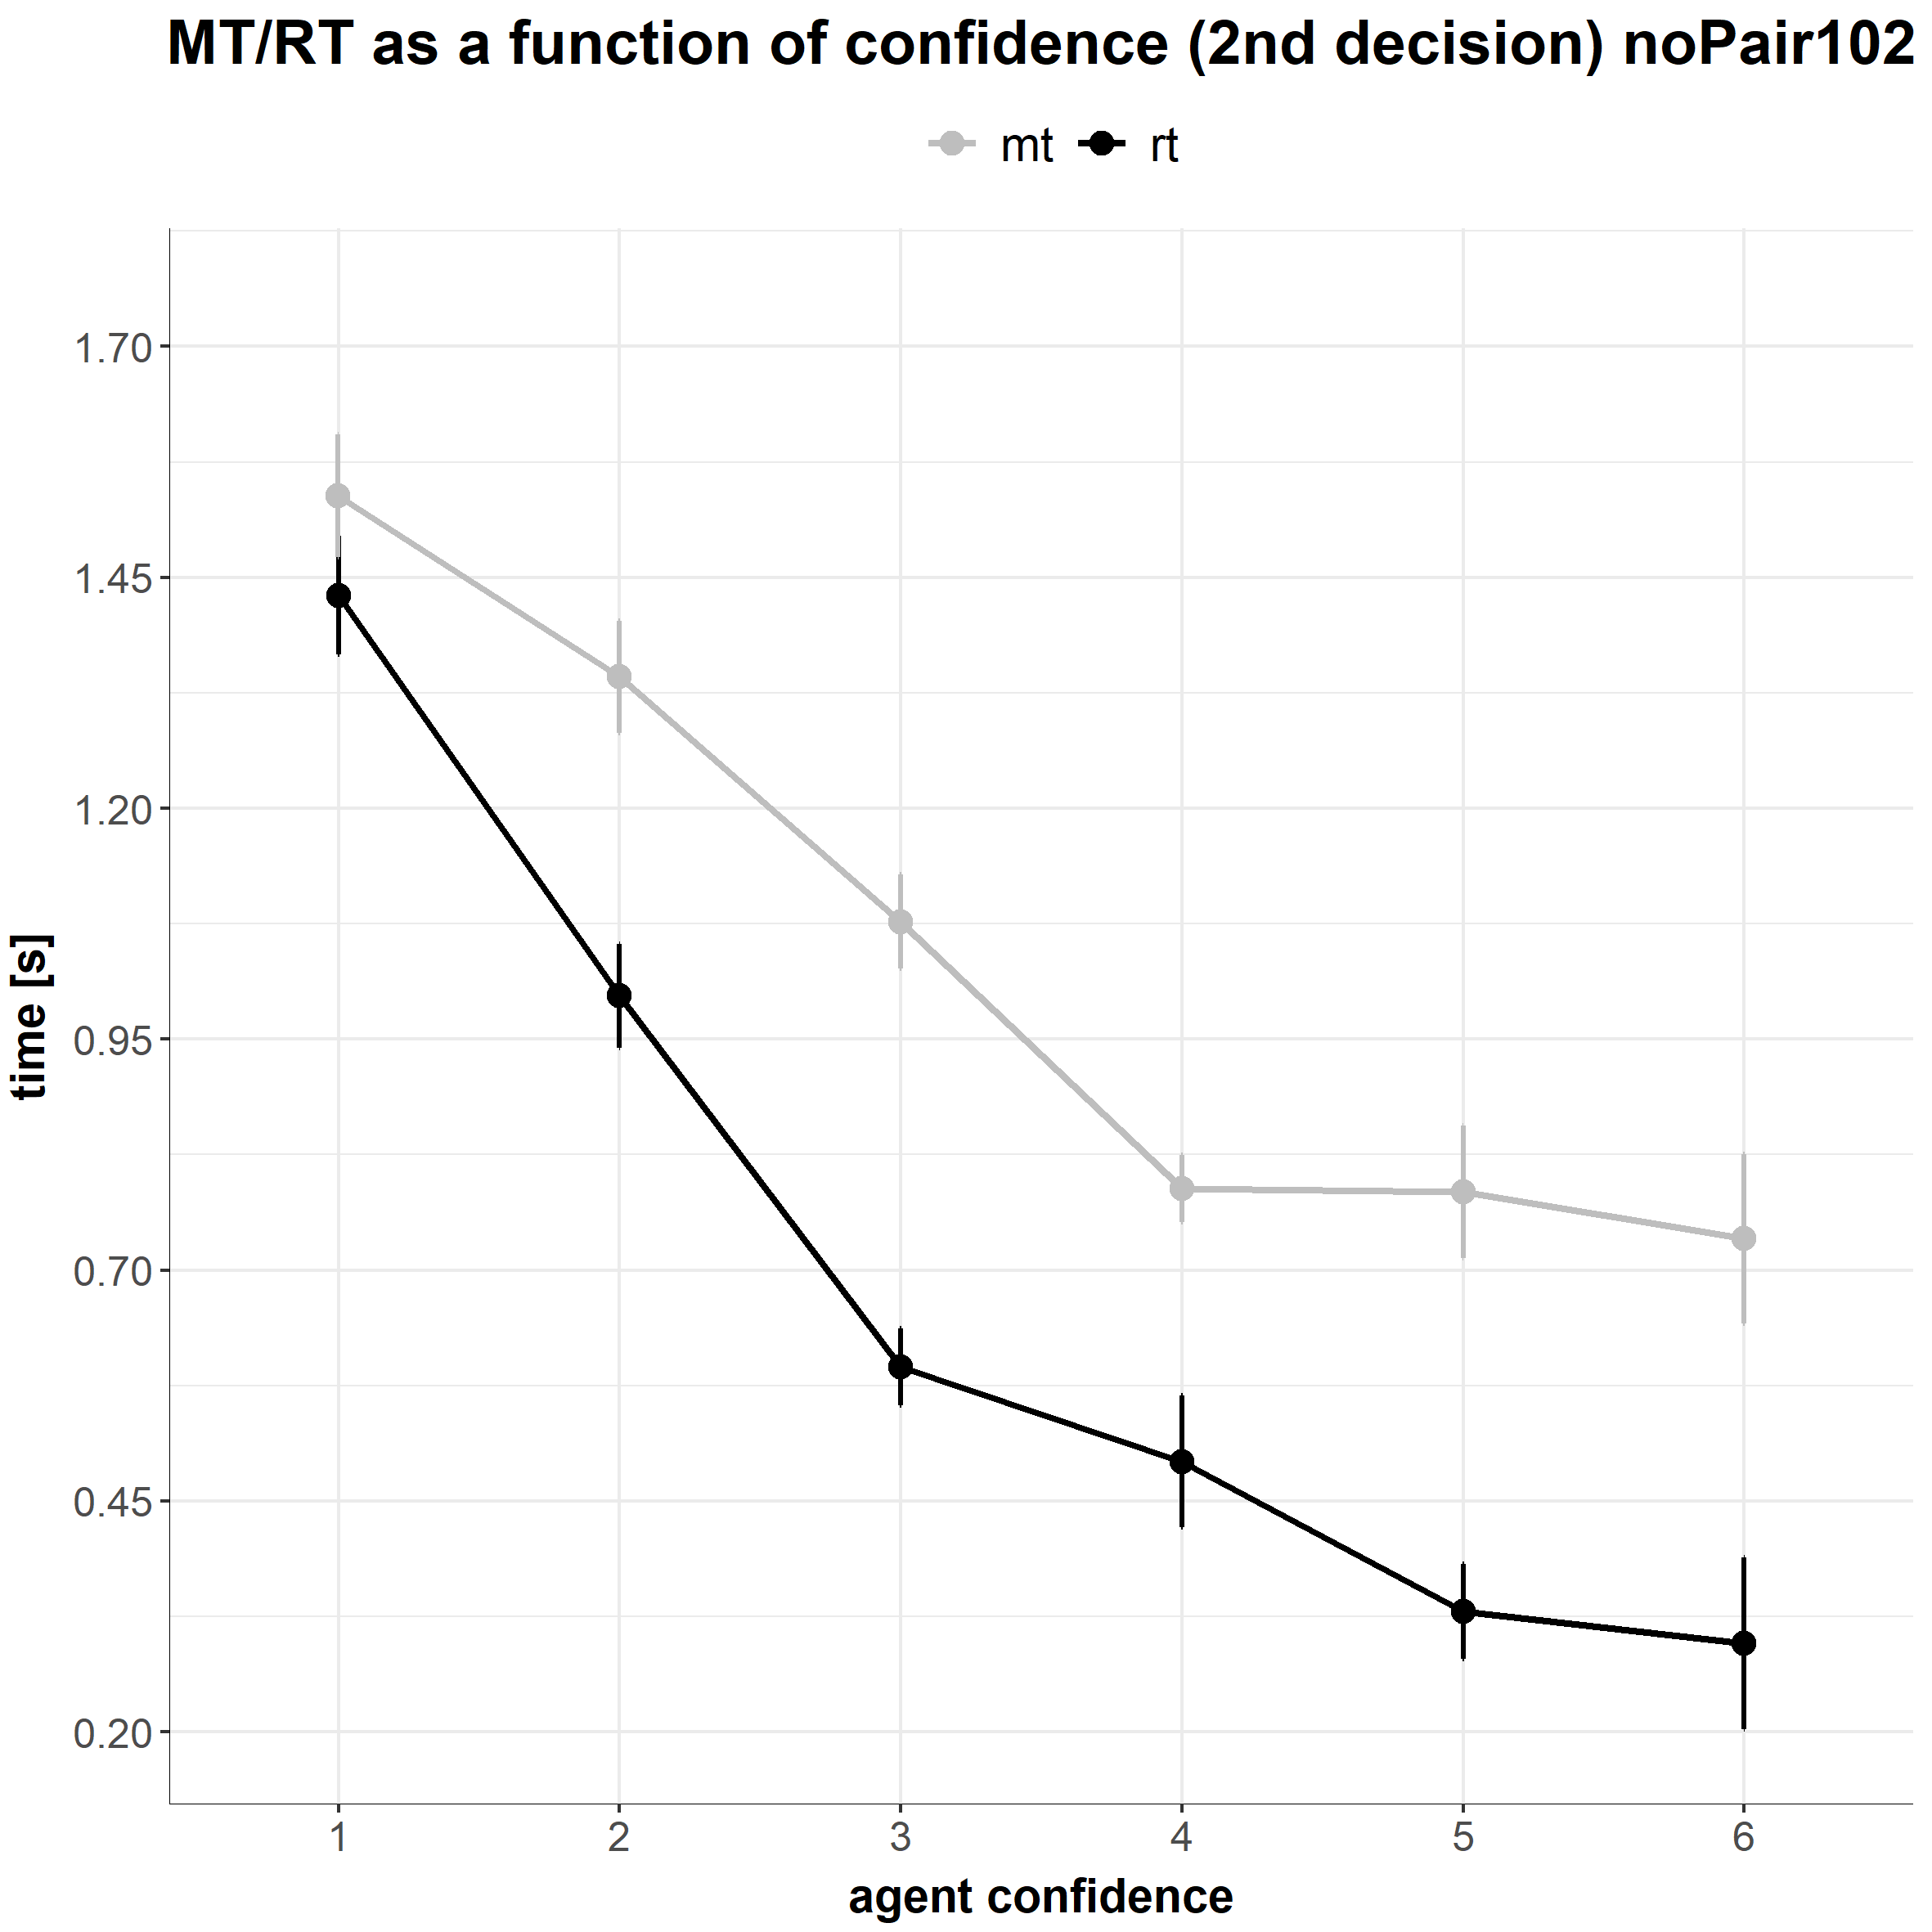 MT/RT as a function of confidence (2nd decision) noPair102
mt rt
1.70
1.45
1.20
0.95
0.70
0.45
0.20
time [s]
1 2 3 4 5 6
agent confidence